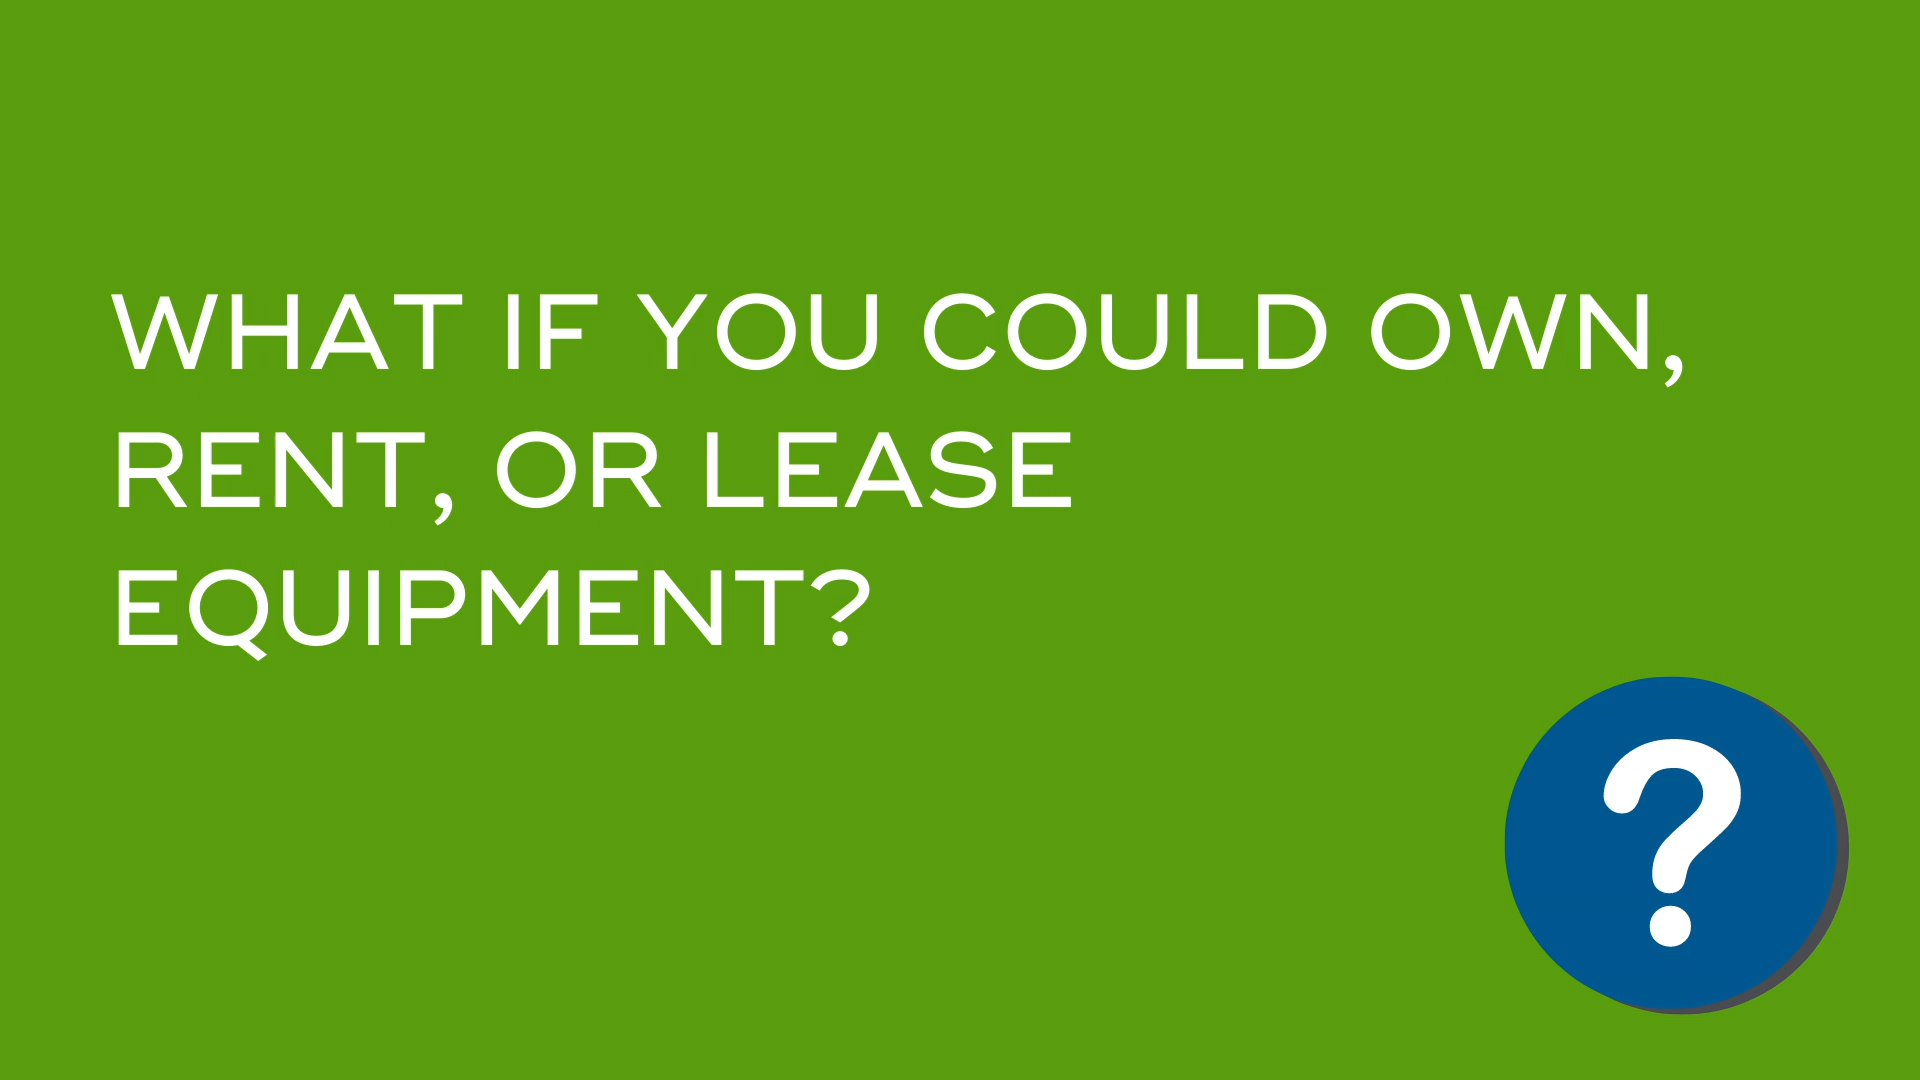 WHAT IF YOU COULD OWN,
RENT, OR LEASE
EQUIPMENT?
?